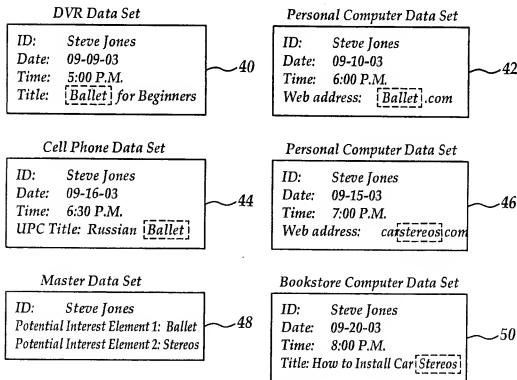 DVR Data Set
ID: Steve Jones
Date: 09-09-03
Time: 5:00 P.M.
Title: Ballet for Beginners
40
Personal Computer Data Set
ID: Steve Jones
Date: 09-10-03
Time: 6:00 P.M.
Web address: Ballet .com
42
Cell Phone Data Set
ID: Steve Jones
Date: 09-16-03
Time: 6:30 P.M.
UPC Title: Russian Ballet
44
Personal Computer Data Set
ID: Steve Jones
Date: 09-15-03
Time: 7:00 P.M.
Web address: carstereos.com
46
Master Data Set
ID: Steve Jones
Potential Interest Element 1: Ballet
Potential Interest Element 2: Stereos
48
Bookstore Computer Data Set
ID: Steve Jones
Date: 09-20-03
Time: 8:00 P.M.
Title: How to Install Car Stereos
50